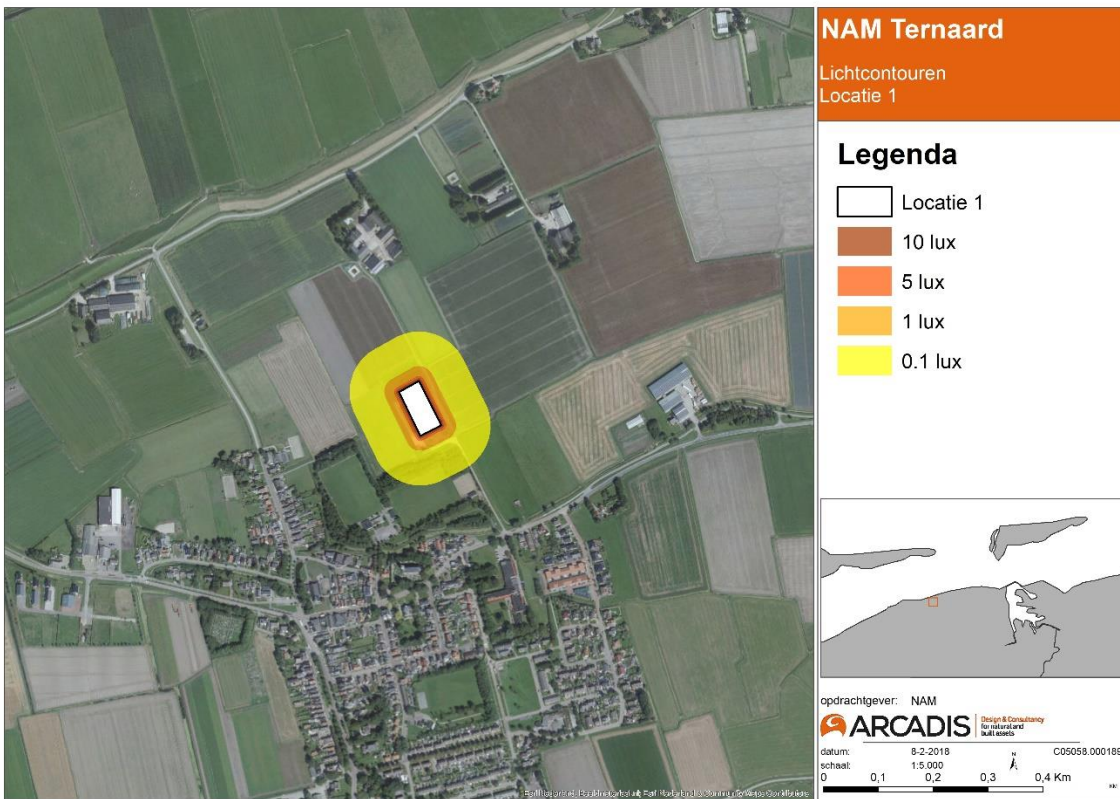 NAM Ternaard
Lichtcontouren
Locatie 1
Legenda
Locatie 1
10 lux
5 lux
1 lux
0.1 lux
opdrachtgever: NAM
ARCADIS
Design & Consultancy
for natural and
built assets
datum: 8-2-2018 C05058.000189
schaal: 1:5.000
N
0 0,1 0,2 0,3 0,4 Km